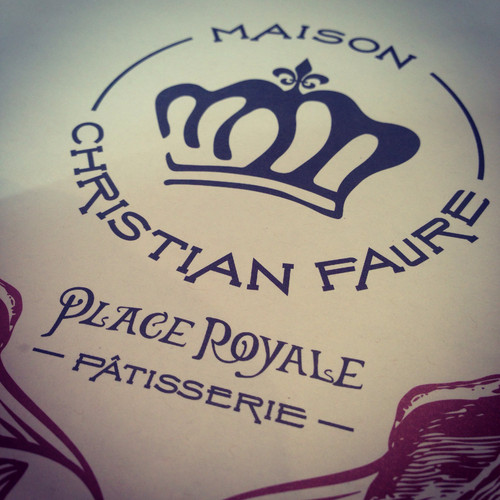 MAISON
CHRISTIAN FAURE
PLACE ROYALE
— PÂTISSERIE —